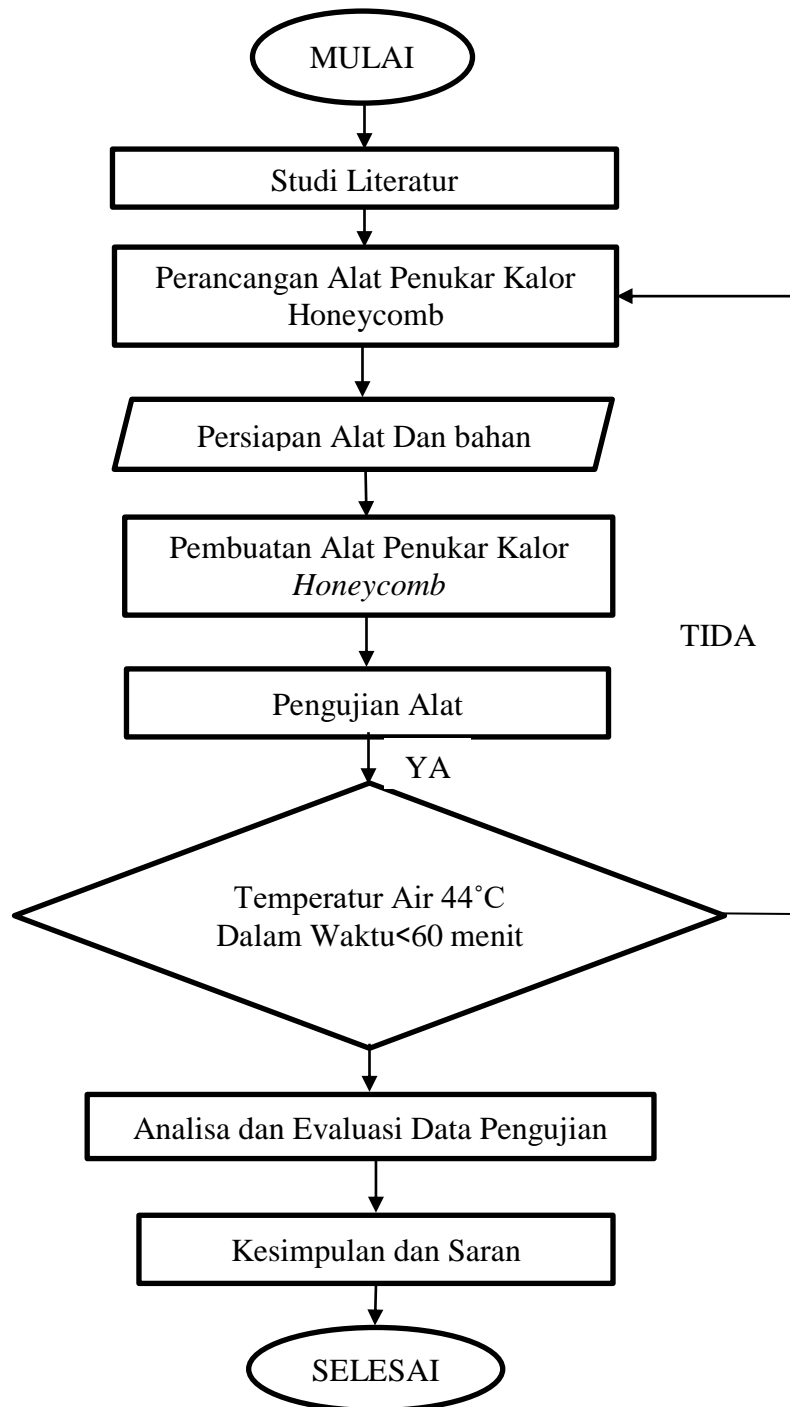 MULAI
Studi Literatur
Perancangan Alat Penukar Kalor
Honeycomb
Persiapan Alat Dan bahan
Pembuatan Alat Penukar Kalor
Honeycomb
TIDA
Pengujian Alat
YA
Temperatur Air 44˚C
Dalam Waktu<60 menit
Analisa dan Evaluasi Data Pengujian
Kesimpulan dan Saran
SELESAI